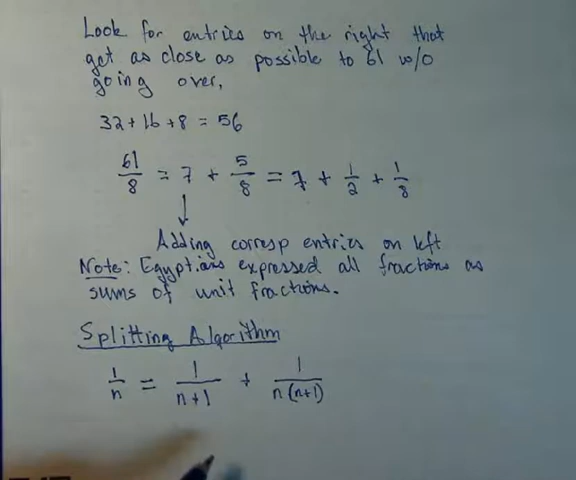 Look for entries on the right that
get as close as possible to 61 w/o
going over.
32 + 16 + 8 = 56
61/8 = 7 + 5/8 = 7 + 1/2 + 1/8
Adding corresp entries on left
Note: Egyptians expressed all fractions as
sums of unit fractions.
Splitting Algorithm
1/n = 1/(n+1) + 1/(n(n+1))